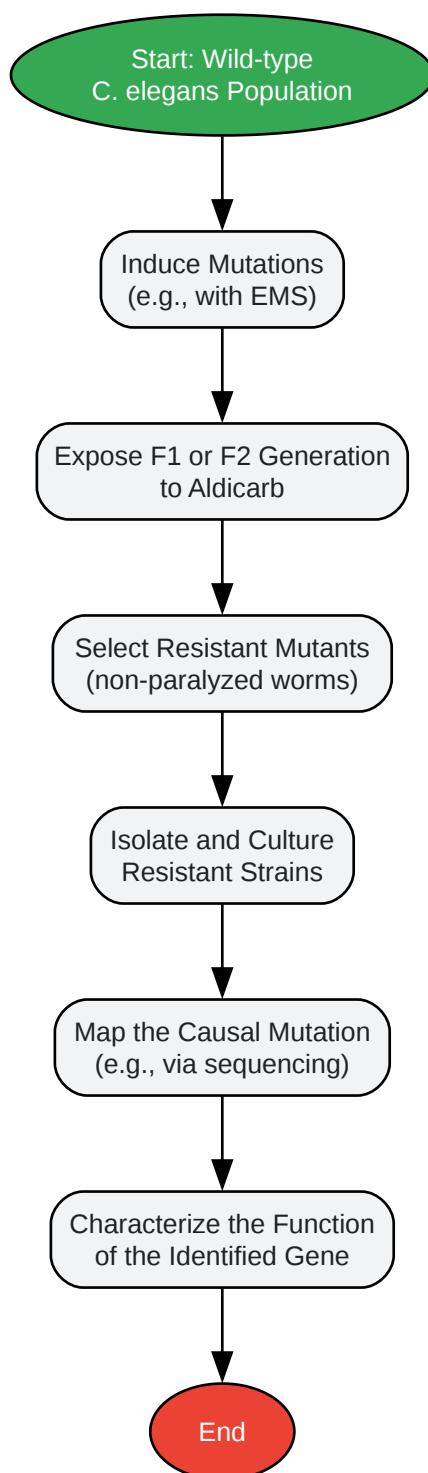 Start: Wild-type
C. elegans Population
Induce Mutations
(e.g., with EMS)
Expose F1 or F2 Generation
to Aldicarb
Select Resistant Mutants
(non-paralyzed worms)
Isolate and Culture
Resistant Strains
Map the Causal Mutation
(e.g., via sequencing)
Characterize the Function
of the Identified Gene
End